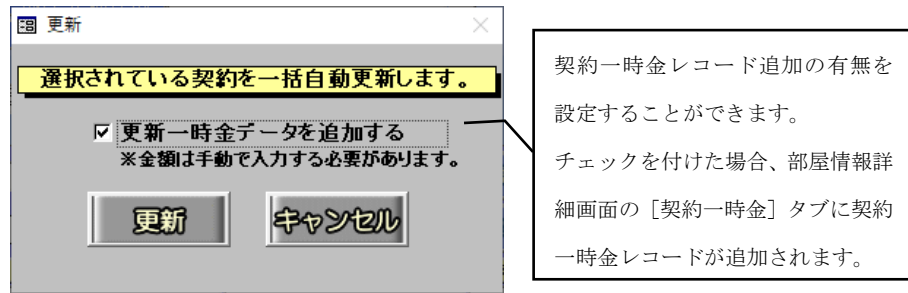 更新
選択されている契約を一括自動更新します。
更新一時金データを追加する
※金額は手動で入力する必要があります。
更新
キャンセル
契約一時金レコード追加の有無を
設定することができます。
チェックを付けた場合、部屋情報詳
細画面の［契約一時金］タブに契約
一時金レコードが追加されます。